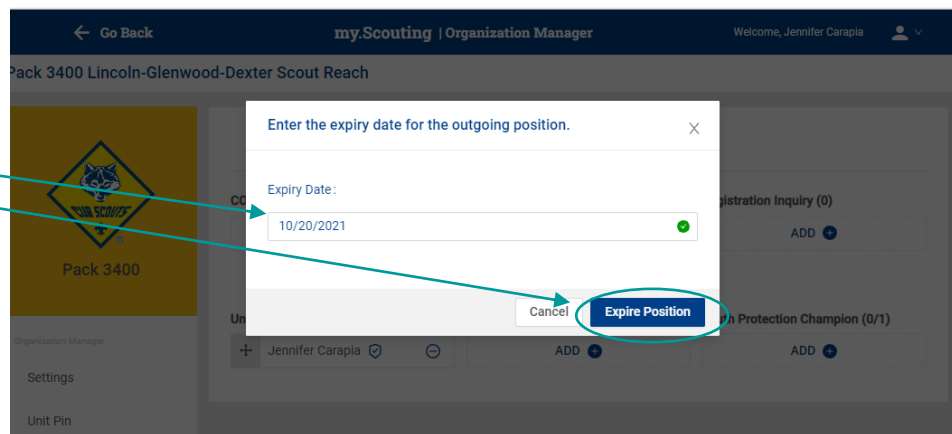 ← Go Back
my.Scouting | Organization Manager
Welcome, Jennifer Carapia
Pack 3400 Lincoln-Glenwood-Dexter Scout Reach
Enter the expiry date for the outgoing position.
Expiry Date:
10/20/2021
Cancel
Expire Position
CUB SCOUTS
Pack 3400
CO
gistration Inquiry (0)
ADD
Un
th Protection Champion (0/1)
Organization Manager
Jennifer Carapia
ADD
ADD
Settings
Unit Pin